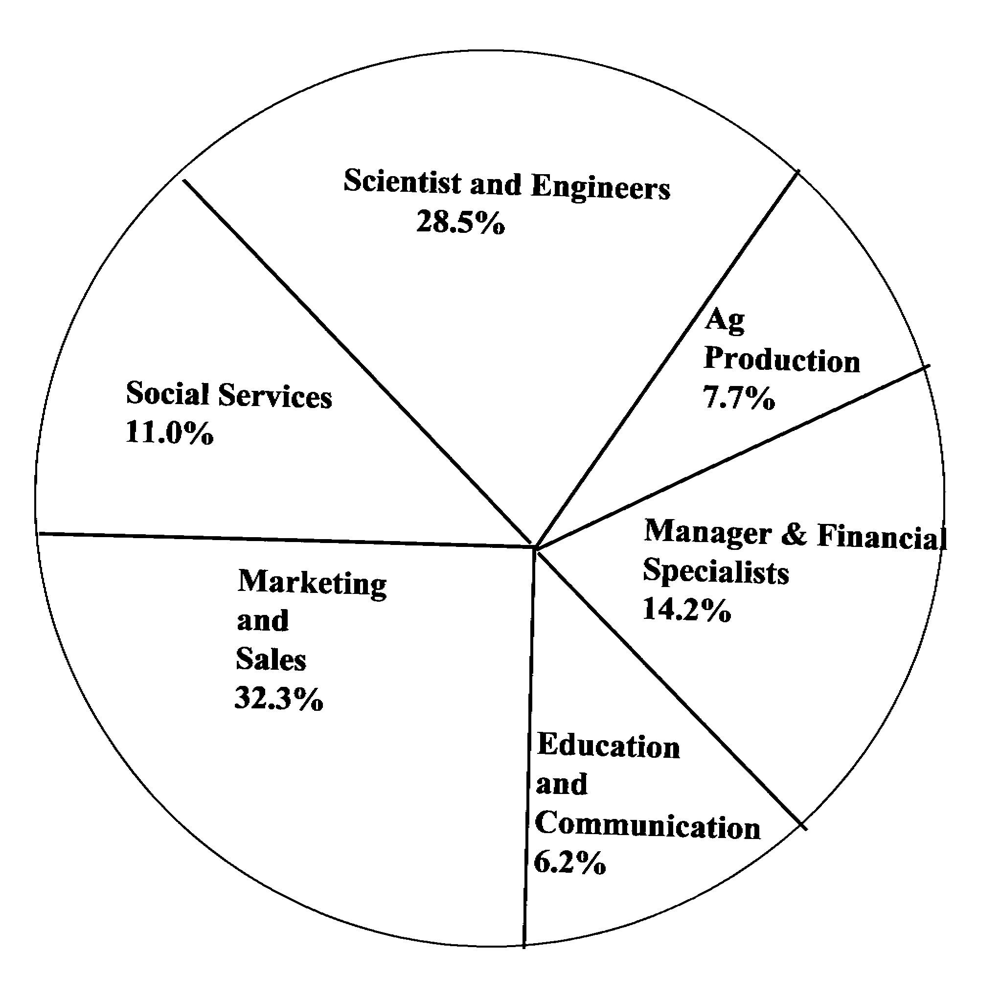 Scientist and Engineers
28.5%
Ag
Production
7.7%
Social Services
11.0%
Manager & Financial
Specialists
14.2%
Marketing
and
Sales
32.3%
Education
and
Communication
6.2%